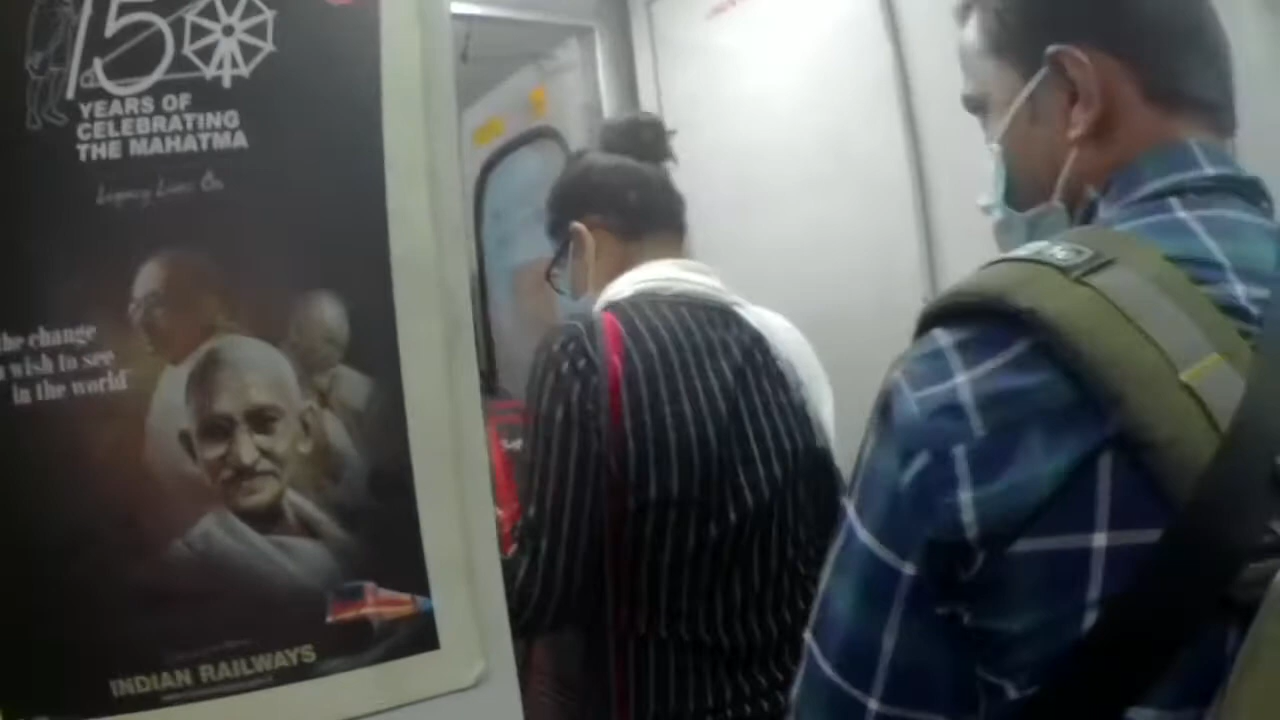 150
YEARS OF
CELEBRATING
THE MAHATMA
Legacy Lives On
the change
wish to see
in the world"
INDIAN RAILWAYS